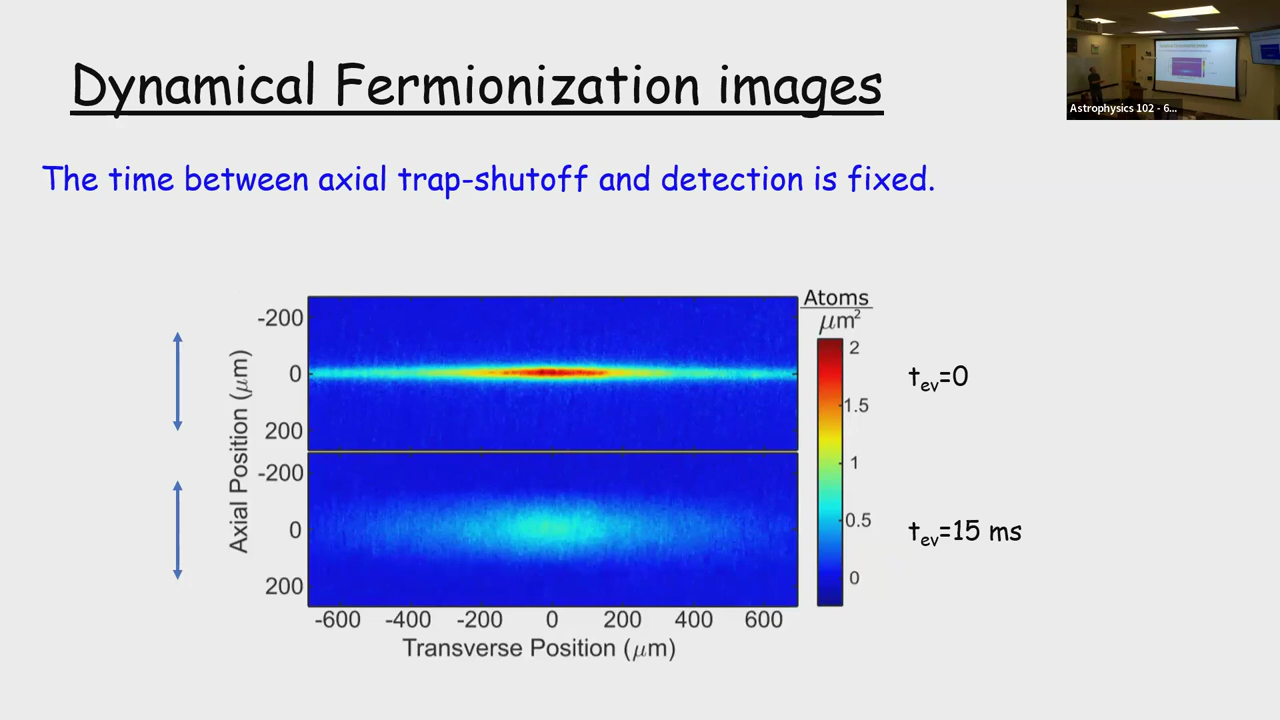 Dynamical Fermionization images
Astrophysics 102 - 6...
The time between axial trap-shutoff and detection is fixed.
Atoms
μm²
-200
0
200
2
1.5
1
0.5
0
t_ev=0
-200
0
200
t_ev=15 ms
Axial Position (μm)
-600 -400 -200 0 200 400 600
Transverse Position (μm)